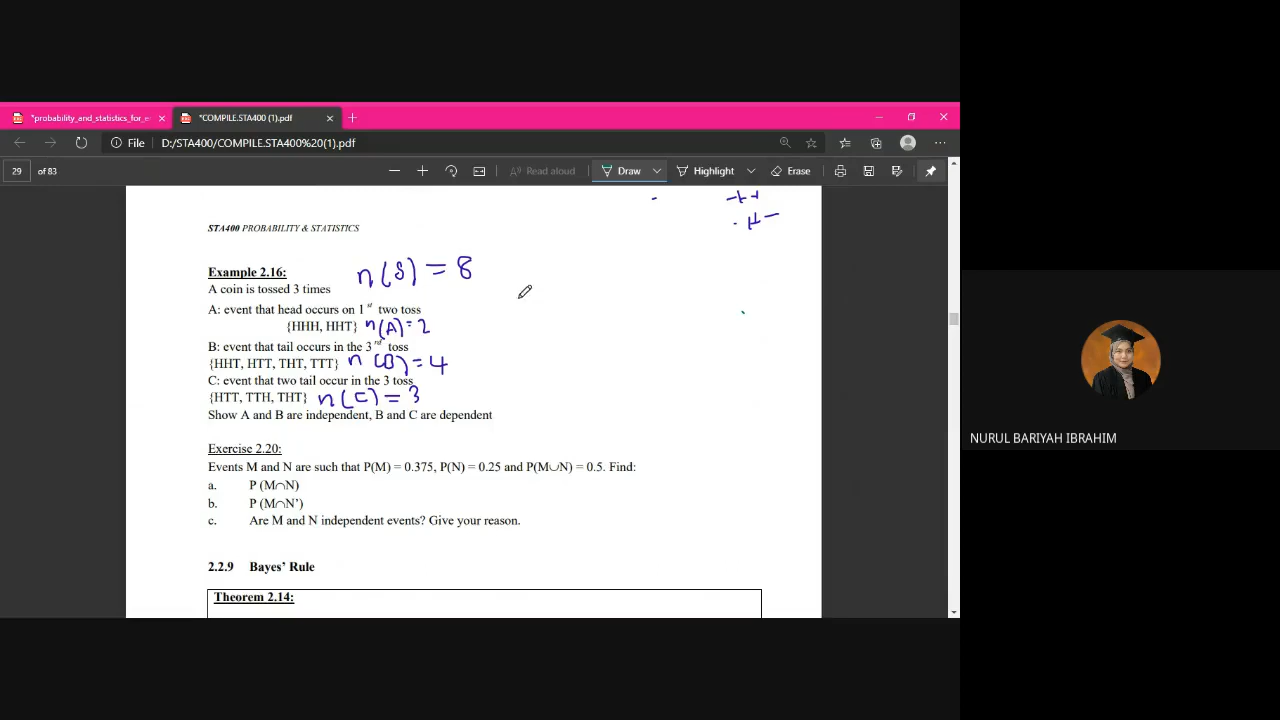 *probability_and_statistics_for_e
*COMPILE.STA400 (1).pdf
File D:/STA400/COMPILE.STA400%20(1).pdf
29 of 83 Read aloud Draw Highlight Erase
STA400 PROBABILITY & STATISTICS
Example 2.16: n(S) = 8
A coin is tossed 3 times
A: event that head occurs on 1st two toss
{HHH, HHT} n(A)=2
B: event that tail occurs in the 3rd toss
{HHT, HTT, THT, TTT} n(B)=4
C: event that two tail occur in the 3 toss
{HTT, TTH, THT} n(C)=3
Show A and B are independent, B and C are dependent
Exercise 2.20:
Events M and N are such that P(M) = 0.375, P(N) = 0.25 and P(M∪N) = 0.5. Find:
a. P (M∩N)
b. P (M∩N’)
c. Are M and N independent events? Give your reason.
2.2.9 Bayes’ Rule
Theorem 2.14:
NURUL BARIYAH IBRAHIM